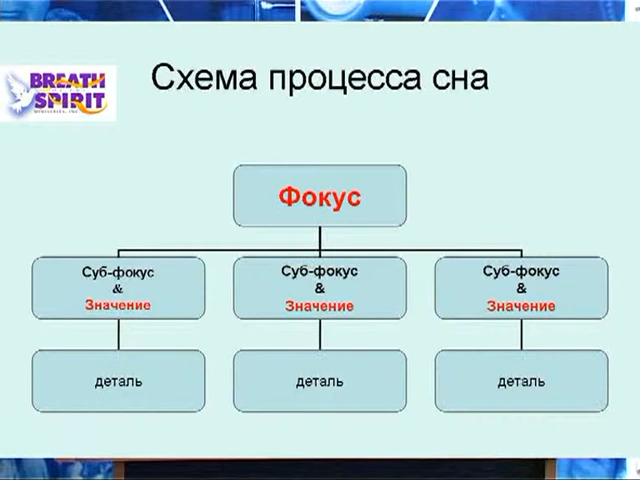 Схема процесса сна
BREATH
SPIRIT
Фокус
Суб-фокус
&
Значение
Суб-фокус
&
Значение
Суб-фокус
&
Значение
деталь
деталь
деталь